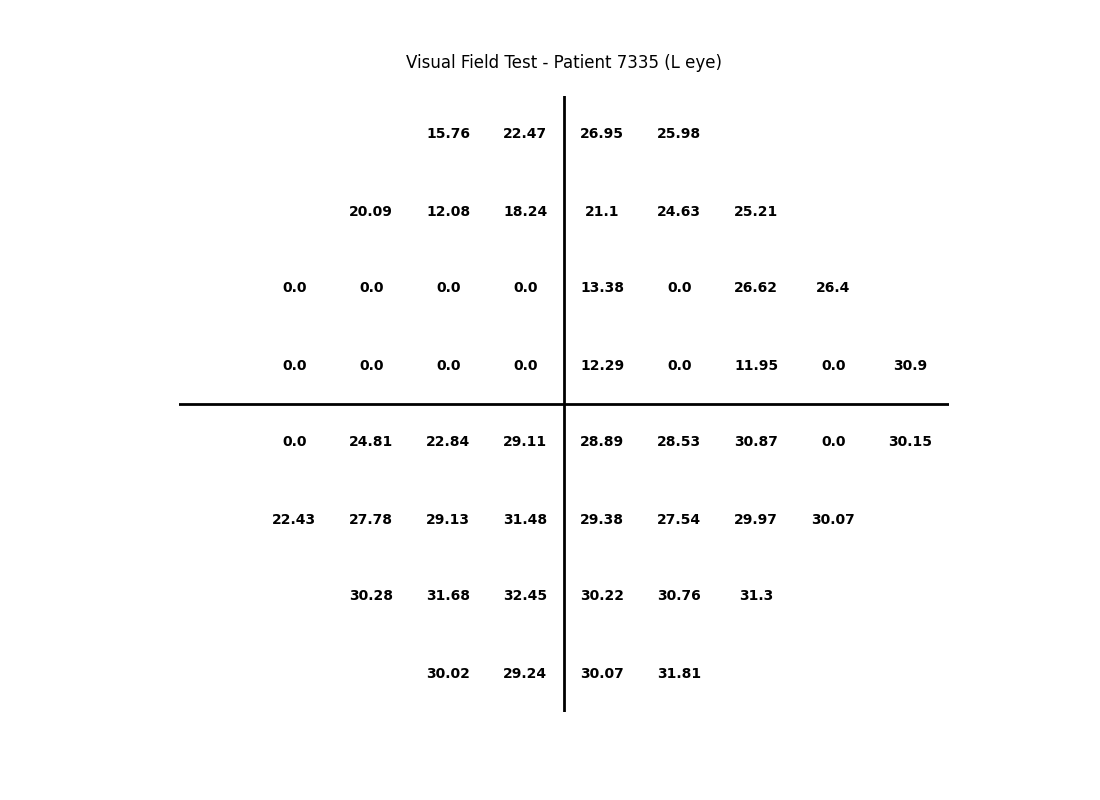 Visual Field Test - Patient 7335 (L eye)
15.76 22.47 26.95 25.98
20.09 12.08 18.24 21.1 24.63 25.21
0.0 0.0 0.0 0.0 13.38 0.0 26.62 26.4
0.0 0.0 0.0 0.0 12.29 0.0 11.95 0.0 30.9
0.0 24.81 22.84 29.11 28.89 28.53 30.87 0.0 30.15
22.43 27.78 29.13 31.48 29.38 27.54 29.97 30.07
30.28 31.68 32.45 30.22 30.76 31.3
30.02 29.24 30.07 31.81